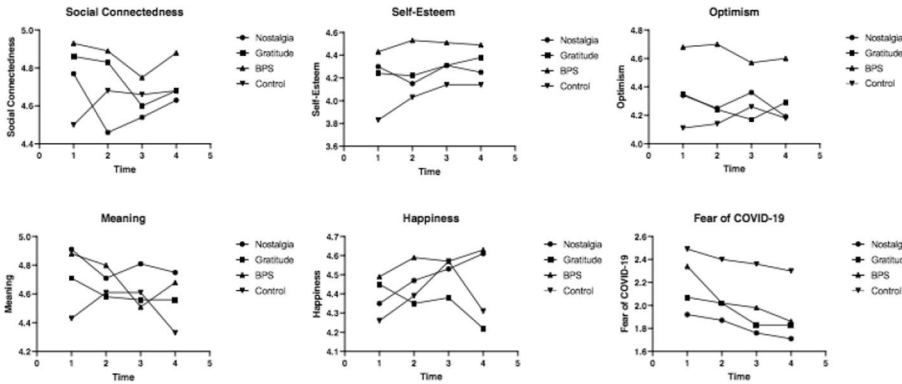 Social Connectedness
Social Connectedness
5.0
4.8
4.6
4.4
0 1 2 3 4 5
Time
Nostalgia
Gratitude
BPS
Control
Self-Esteem
Self-Esteem
4.6
4.4
4.2
4.0
3.8
3.6
0 1 2 3 4 5
Time
Nostalgia
Gratitude
BPS
Control
Optimism
Optimism
4.8
4.6
4.4
4.2
4.0
0 1 2 3 4 5
Time
Nostalgia
Gratitude
BPS
Control
Meaning
Meaning
5.0
4.8
4.6
4.4
4.2
0 1 2 3 4 5
Time
Nostalgia
Gratitude
BPS
Control
Happiness
Happiness
4.7
4.6
4.5
4.4
4.3
4.2
4.1
0 1 2 3 4 5
Time
Nostalgia
Gratitude
BPS
Control
Fear of COVID-19
Fear of COVID-19
2.6
2.4
2.2
2.0
1.8
1.6
0 1 2 3 4 5
Time
Nostalgia
Gratitude
BPS
Control